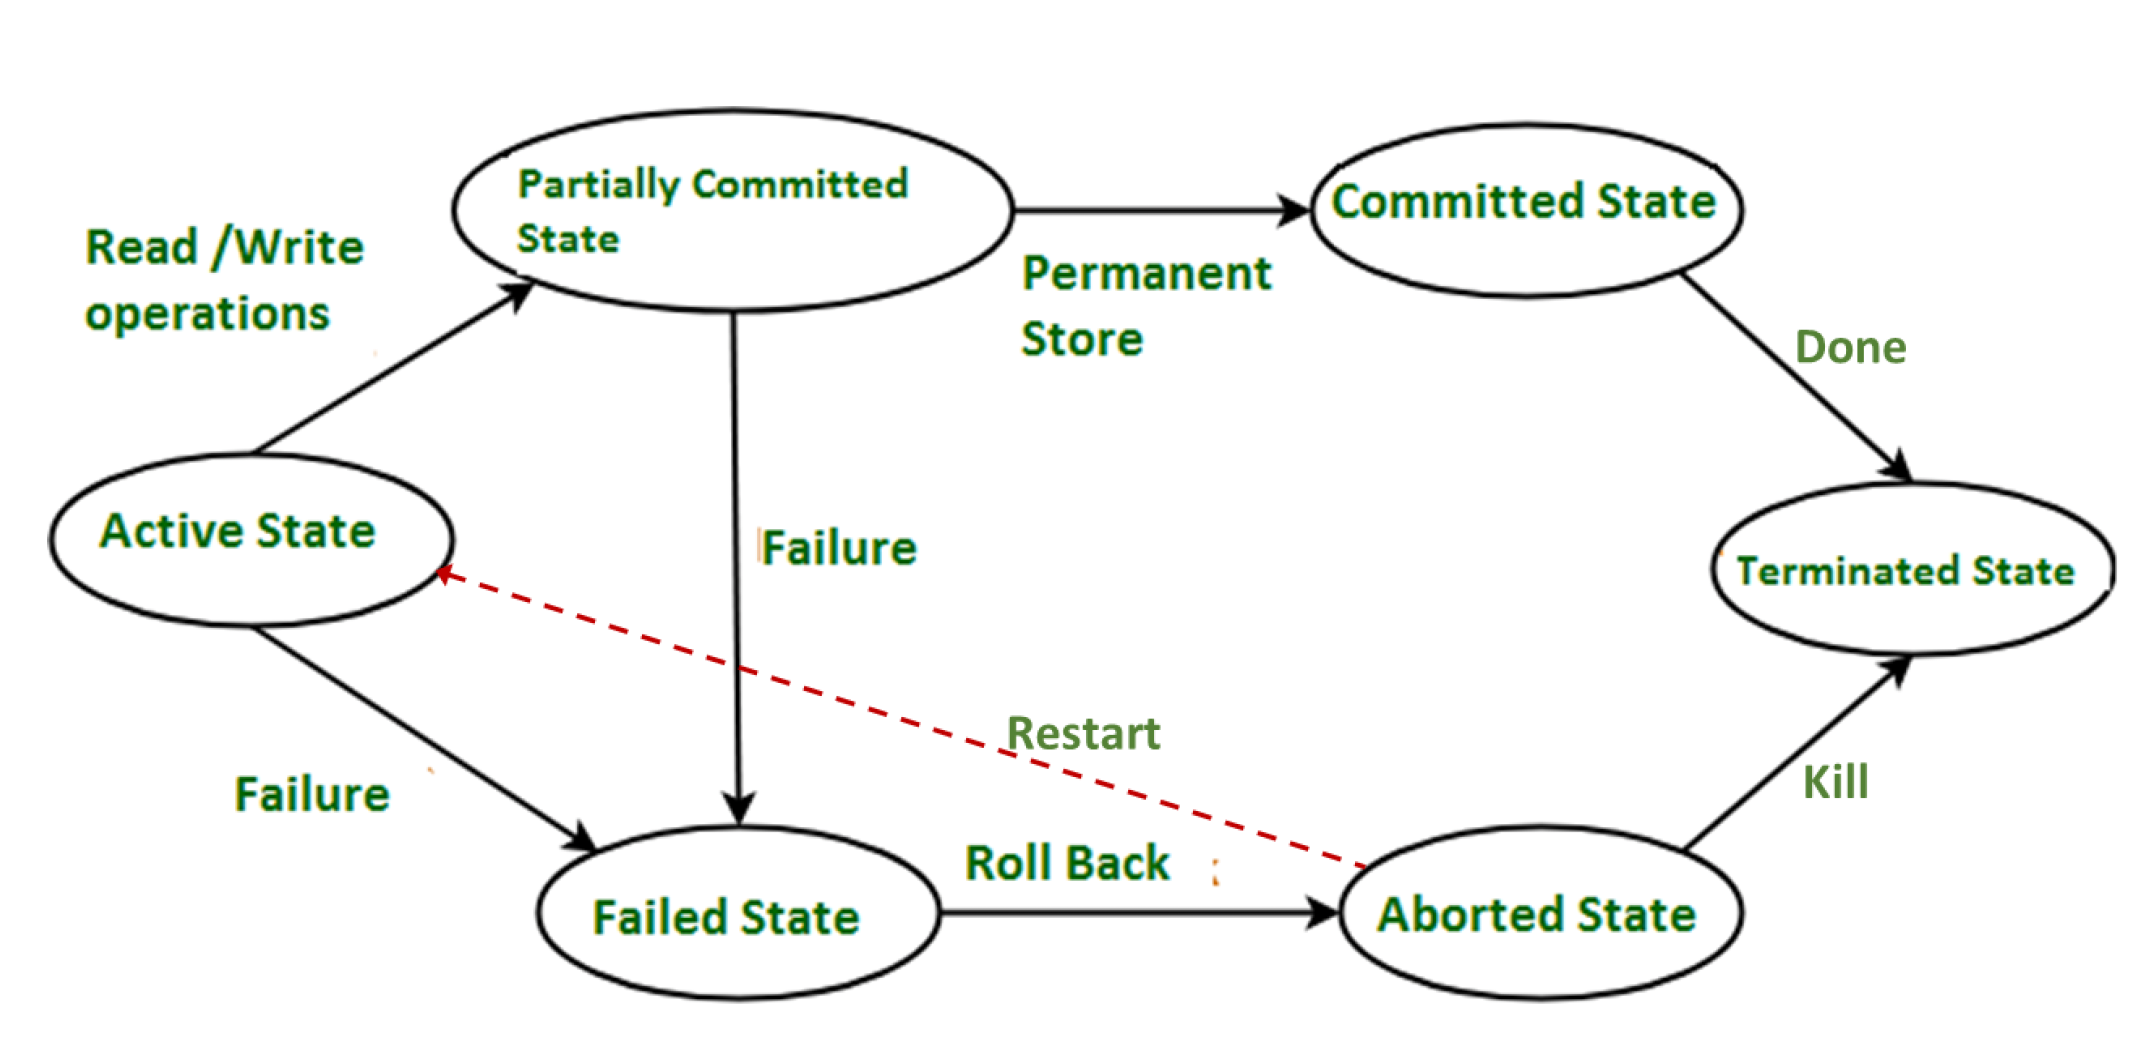 Partially Committed
State
Committed State
Read /Write
operations
Permanent
Store
Done
Active State
Failure
Terminated State
Restart
Failure
Kill
Roll Back
Failed State
Aborted State